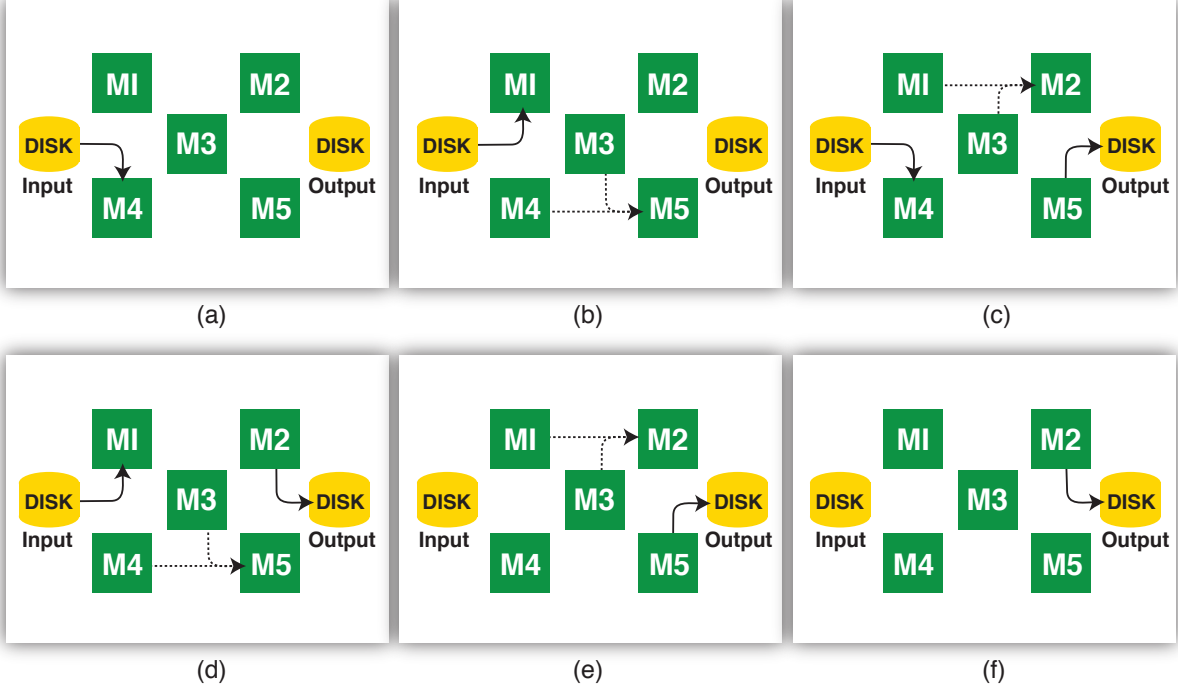 MI M2
DISK M3 DISK
Input Output
M4 M5
(a)
MI M2
DISK M3 DISK
Input Output
M4 M5
(b)
MI M2
DISK M3 DISK
Input Output
M4 M5
(c)
MI M2
DISK M3 DISK
Input Output
M4 M5
(d)
MI M2
DISK M3 DISK
Input Output
M4 M5
(e)
MI M2
DISK M3 DISK
Input Output
M4 M5
(f)